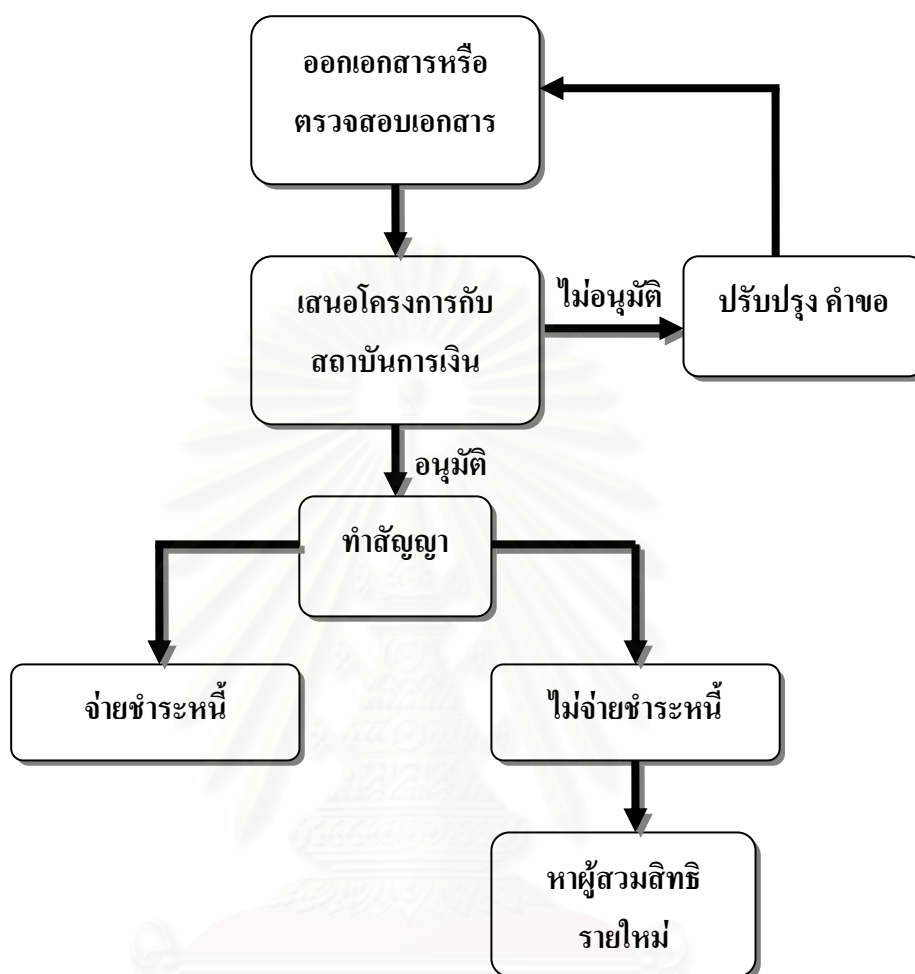 ออกเอกสารหรือ
ตรวจสอบเอกสาร
เสนอโครงการกับ
สถาบันการเงิน
ไม่อนุมัติ
ปรับปรุง คำขอ
อนุมัติ
ทำสัญญา
จ่ายชำระหนี้
ไม่จ่ายชำระหนี้
หาผู้สวมสิทธิ
รายใหม่